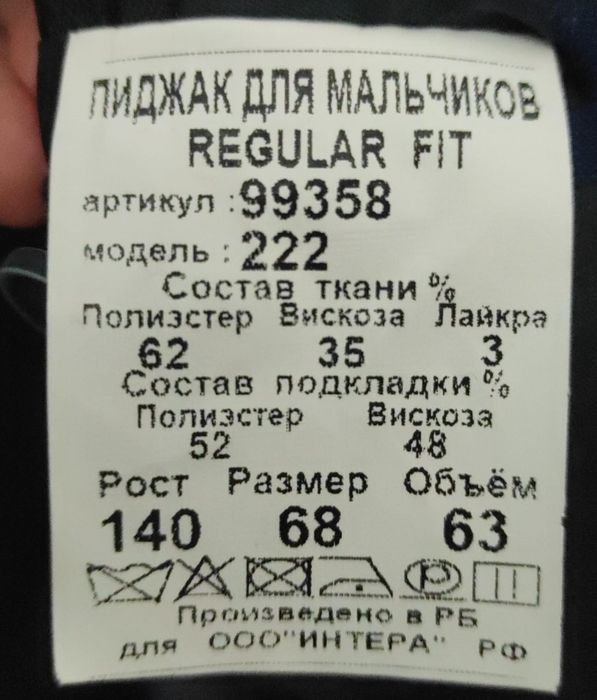 ПИДЖАК ДЛЯ МАЛЬЧИКОВ
REGULAR FIT
артикул :99358
модель : 222
Состав ткани %
Полиэстер Вискоза Лайкра
62 35 3
Состав подкладки %
Полиэстер Вискоза
52 48
Рост Размер Объём
140 68 63
P
Произведено в РБ
для ООО"ИНТЕРА" РФ